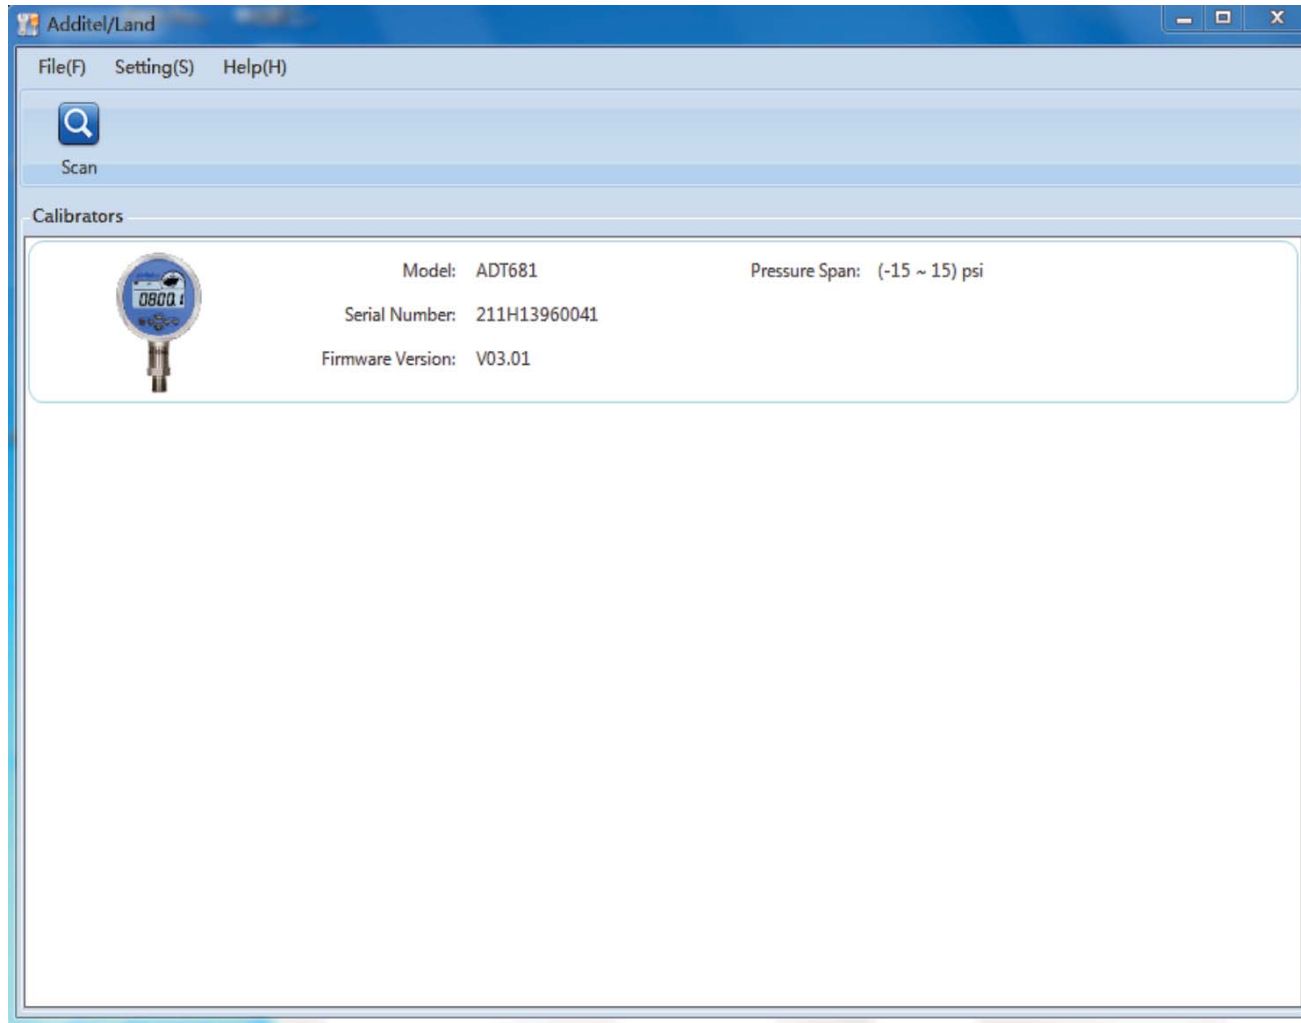 Additel/Land
File(F) Setting(S) Help(H)
Scan
Calibrators
Model: ADT681 Pressure Span: (-15 ~ 15) psi
Serial Number: 211H13960041
Firmware Version: V03.01
0800.1